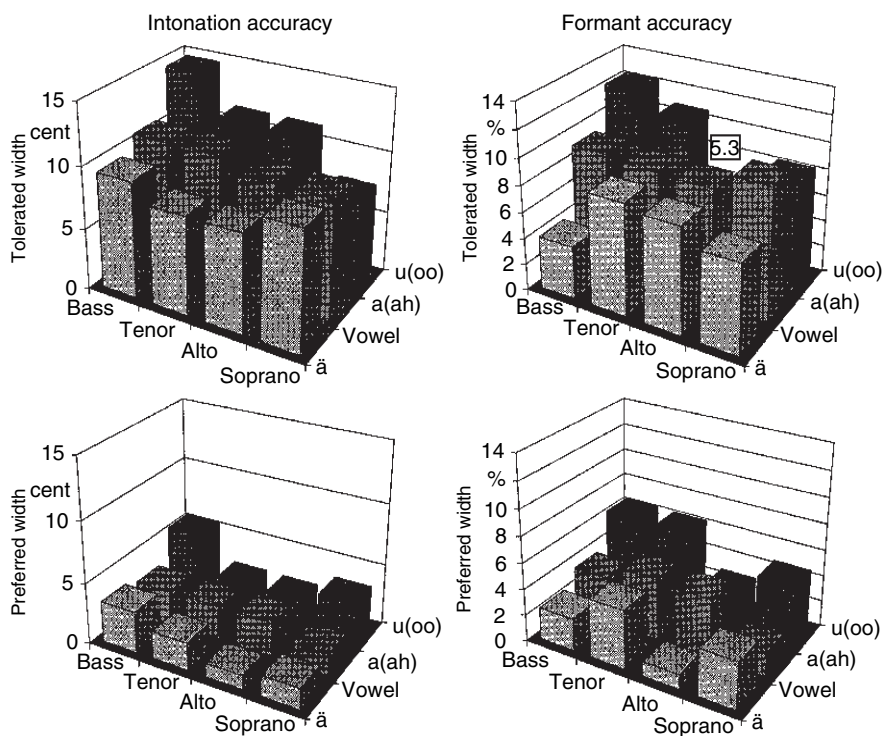 Intonation accuracy
15
cent
10
5
0
Tolerated width
Bass
Tenor
Alto
Soprano
u(oo)
a(ah)
Vowel
ä
Formant accuracy
14
%
10
8
6
4
2
0
Tolerated width
5.3
Bass
Tenor
Alto
Soprano
u(oo)
a(ah)
Vowel
ä
15
cent
10
5
0
Preferred width
Bass
Tenor
Alto
Soprano
u(oo)
a(ah)
Vowel
ä
14
%
10
8
6
4
2
0
Preferred width
Bass
Tenor
Alto
Soprano
u(oo)
a(ah)
Vowel
ä